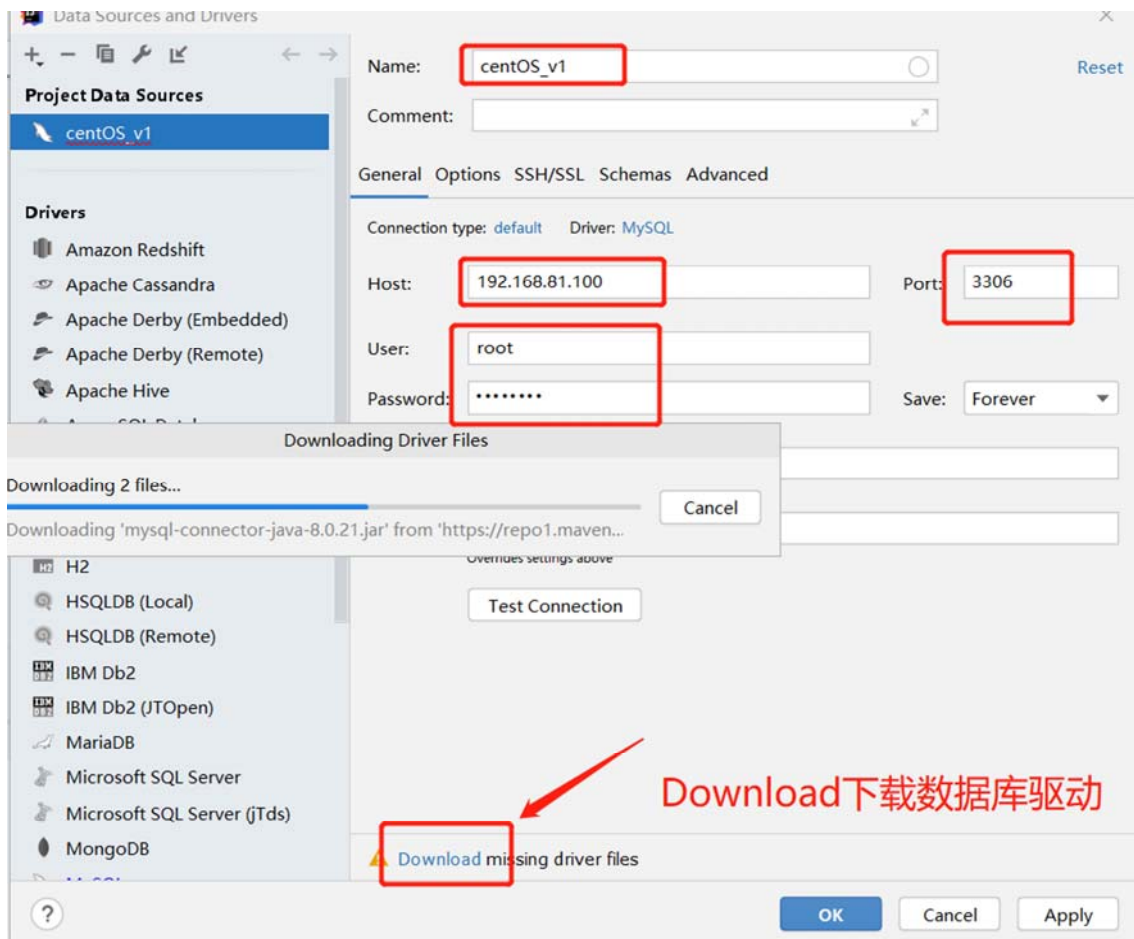 Data Sources and Drivers
Project Data Sources
centOS_v1
Drivers
Amazon Redshift
Apache Cassandra
Apache Derby (Embedded)
Apache Derby (Remote)
Apache Hive
Name: centOS_v1
Reset
Comment:
General Options SSH/SSL Schemas Advanced
Connection type: default Driver: MySQL
Host: 192.168.81.100 Port: 3306
User: root
Password: •••••••• Save: Forever
Downloading Driver Files
Downloading 2 files...
Cancel
Downloading 'mysql-connector-java-8.0.21.jar' from 'https://repo1.maven...
Overrides settings above
Test Connection
H2
HSQLDB (Local)
HSQLDB (Remote)
IBM Db2
IBM Db2 (JTOpen)
MariaDB
Microsoft SQL Server
Microsoft SQL Server (jTds)
MongoDB
Download下载数据库驱动
Download missing driver files
?
OK Cancel Apply